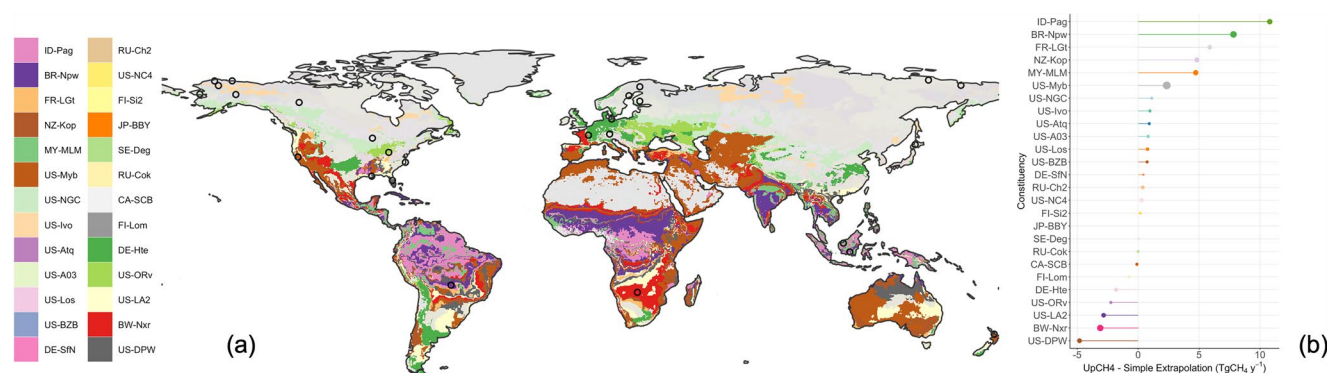 ID-Pag
BR-Npw
FR-LGt
NZ-Kop
MY-MLM
US-Myb
US-NGC
US-Ivo
US-Atq
US-A03
US-Los
US-BZB
DE-SfN
RU-Ch2
US-NC4
FI-Si2
JP-BBY
SE-Deg
RU-Cok
CA-SCB
FI-Lom
DE-Hte
US-ORv
US-LA2
BW-Nxr
US-DPW
(a)
Constituency
ID-Pag
BR-Npw
FR-LGt
NZ-Kop
MY-MLM
US-Myb
US-NGC
US-Ivo
US-Atq
US-A03
US-Los
US-BZB
DE-SfN
RU-Ch2
US-NC4
FI-Si2
JP-BBY
SE-Deg
RU-Cok
CA-SCB
FI-Lom
DE-Hte
US-ORv
US-LA2
BW-Nxr
US-DPW
-5 0 5 10
UpCH4 - Simple Extrapolation (TgCH₄ y⁻¹)
(b)